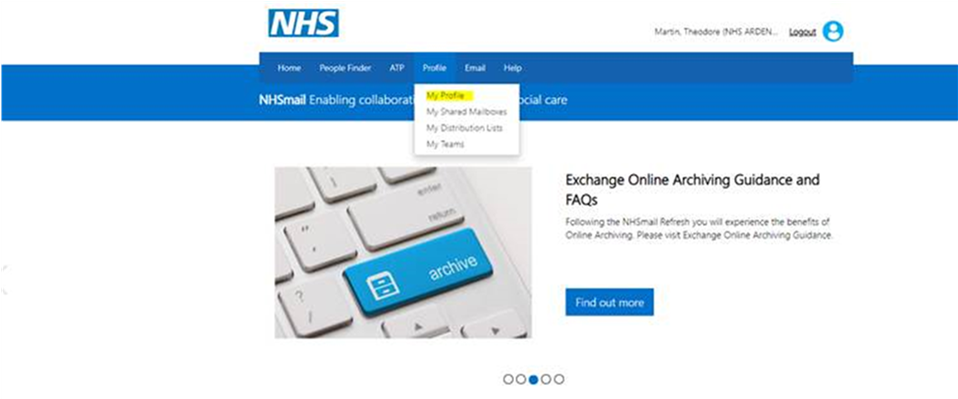 NHS
Martin, Theodore (NHS ARDEN... Logout
Home People Finder ATP Profile Email Help
NHSmail Enabling collaborati ocial care
My Profile
My Shared Mailboxes
My Distribution Lists
My Teams
Exchange Online Archiving Guidance and
FAQs
Following the NHSmail Refresh you will experience the benefits of
Online Archiving. Please visit Exchange Online Archiving Guidance.
Find out more
enter
return
archive
"
,
?
/